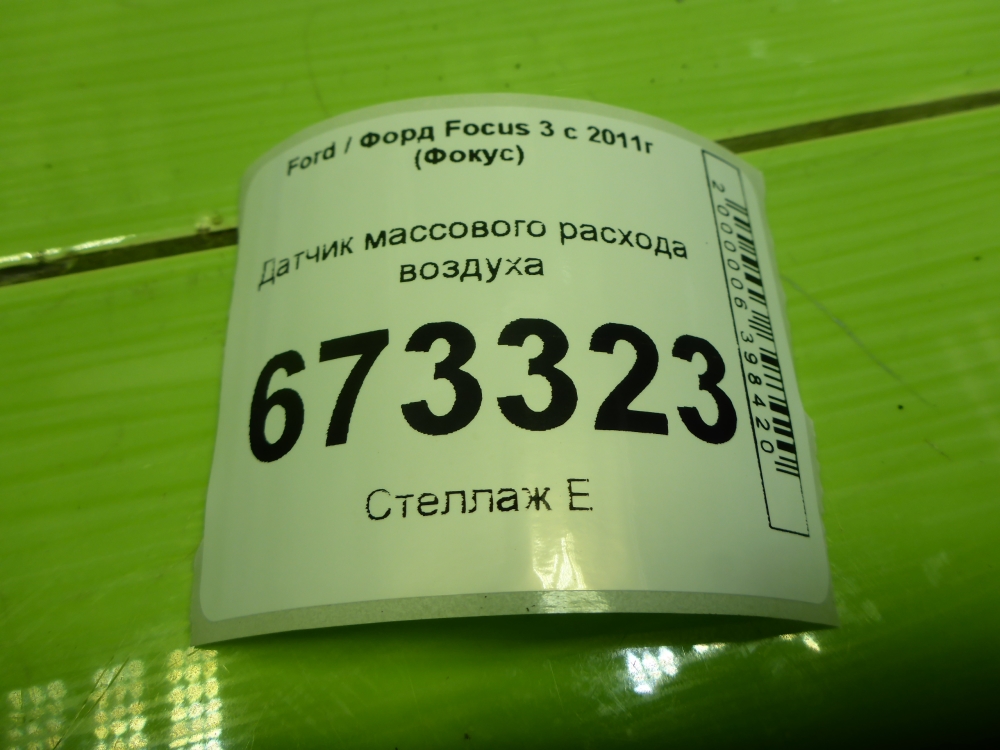 Ford / Форд Focus 3 с 2011г
(Фокус)
Датчик массового расхода
воздуха
673323
Стеллаж Е
2000006398420